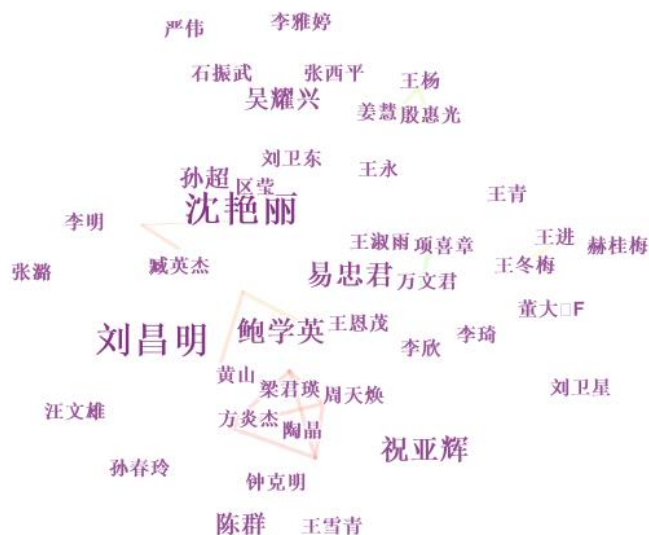 严伟 李雅婷
石振武 张西平 王杨
吴耀兴 姜慧 殷惠光
刘卫东 王永
孙超 区莹 王青
沈艳丽
李明 王淑雨 项喜章 王进 赫桂梅
张潞 臧英杰 易忠君 万文君 王冬梅
董大□F
刘昌明 鲍学英 王恩茂 李欣 李琦
黄山 梁君瑛 周天焕 刘卫星
汪文雄 方炎杰 陶晶
祝亚辉
孙春玲 钟克明
陈群 王雪青